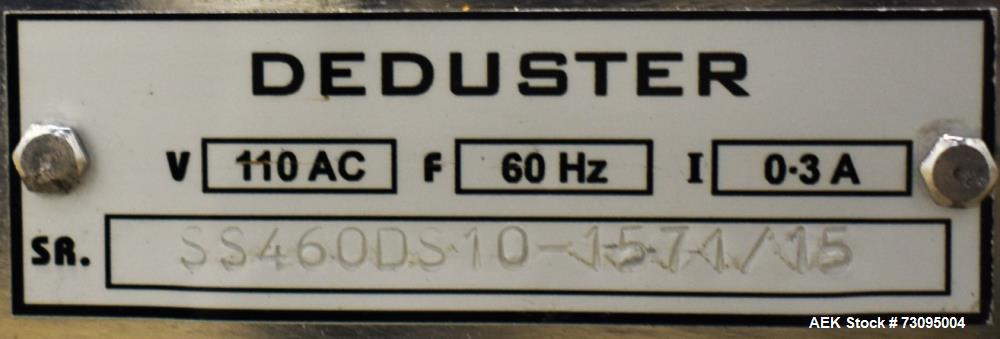 DEDUSTER
V 110 AC F 60 Hz I 0·3 A
SR. SS460DS10-1571/15
AEK Stock # 73095004